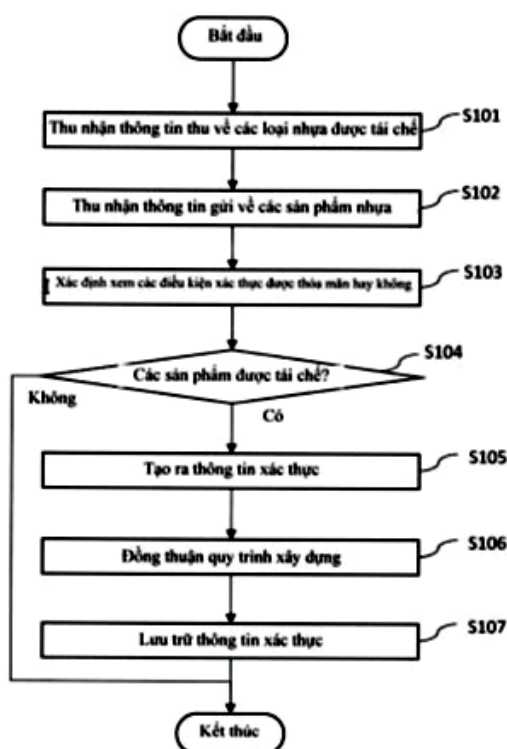 Bắt đầu
Thu nhận thông tin thu về các loại nhựa được tái chế
S101
Thu nhận thông tin gửi về các sản phẩm nhựa
S102
Xác định xem các điều kiện xác thực được thỏa mãn hay không
S103
Các sản phẩm được tái chế?
S104
Không
Có
Tạo ra thông tin xác thực
S105
Đồng thuận quy trình xây dựng
S106
Lưu trữ thông tin xác thực
S107
Kết thúc